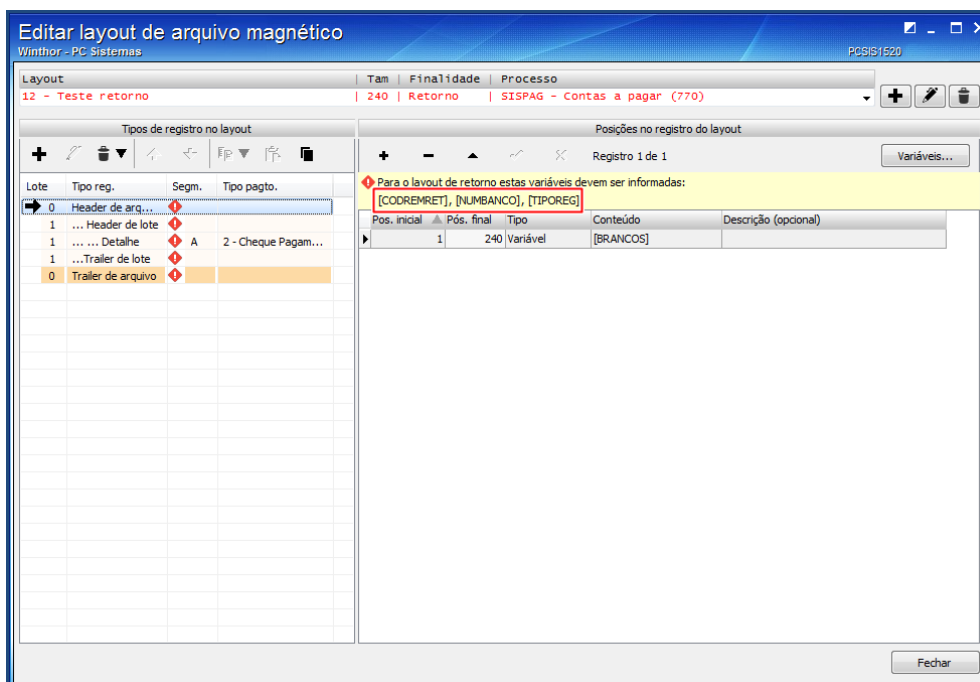 Editar layout de arquivo magnético
Winthor - PC Sistemas
PCSIS1520
Layout | Tam | Finalidade | Processo
12 - Teste retorno | 240 | Retorno | SISPAG - Contas a pagar (770)
Tipos de registro no layout
Lote Tipo reg. Segm. Tipo pagto.
0 Header de arq...
1 ... Header de lote
1 ... ... Detalhe A 2 - Cheque Pagam...
1 ...Trailer de lote
0 Trailer de arquivo
Posições no registro do layout
Registro 1 de 1
Variáveis...
Para o layout de retorno estas variáveis devem ser informadas:
[CODREMRET], [NUMBANCO], [TIPOREG]
Pos. inicial Pós. final Tipo Conteúdo Descrição (opcional)
1 240 Variável [BRANCOS]
Fechar